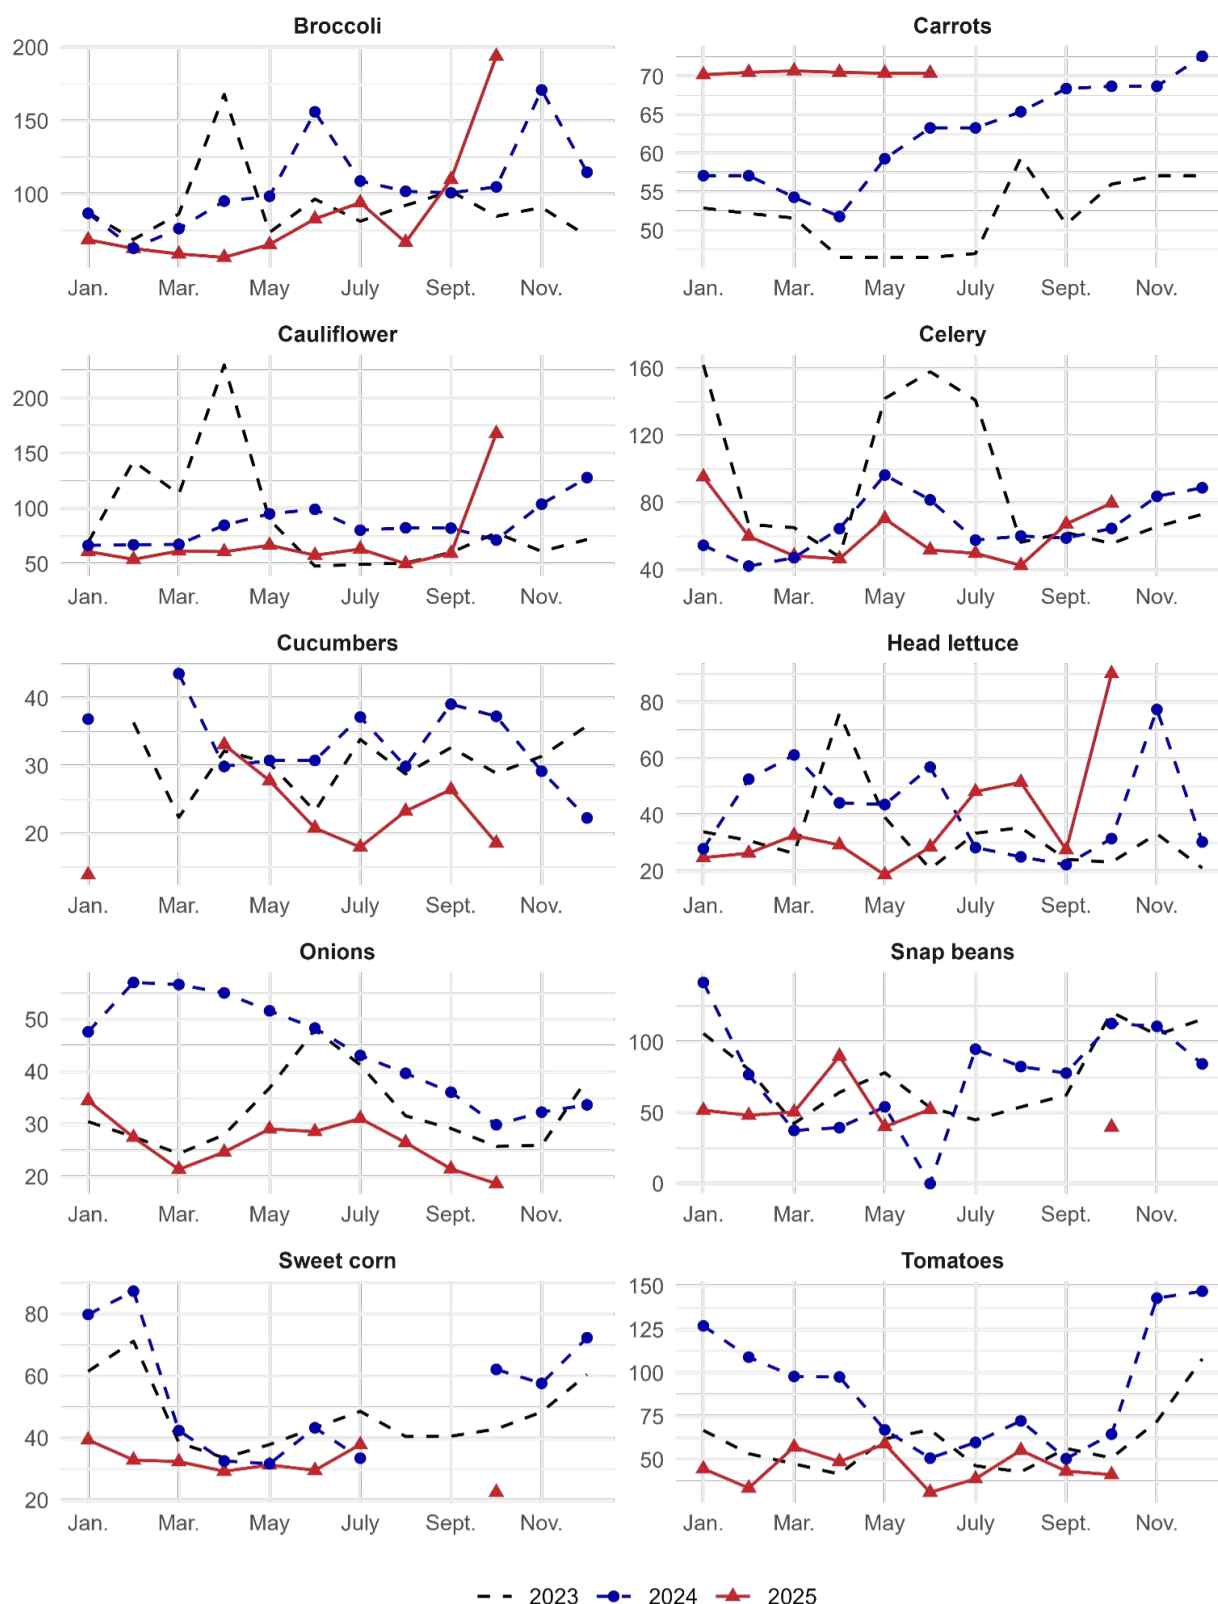 Broccoli
200
150
100
Jan. Mar. May July Sept. Nov.
Carrots
70
65
60
55
50
Jan. Mar. May July Sept. Nov.
Cauliflower
200
150
100
50
Jan. Mar. May July Sept. Nov.
Celery
160
120
80
40
Jan. Mar. May July Sept. Nov.
Cucumbers
40
30
20
Jan. Mar. May July Sept. Nov.
Head lettuce
80
60
40
20
Jan. Mar. May July Sept. Nov.
Onions
50
40
30
20
Jan. Mar. May July Sept. Nov.
Snap beans
100
50
0
Jan. Mar. May July Sept. Nov.
Sweet corn
80
60
40
20
Jan. Mar. May July Sept. Nov.
Tomatoes
150
125
100
75
50
Jan. Mar. May July Sept. Nov.
2023 2024 2025